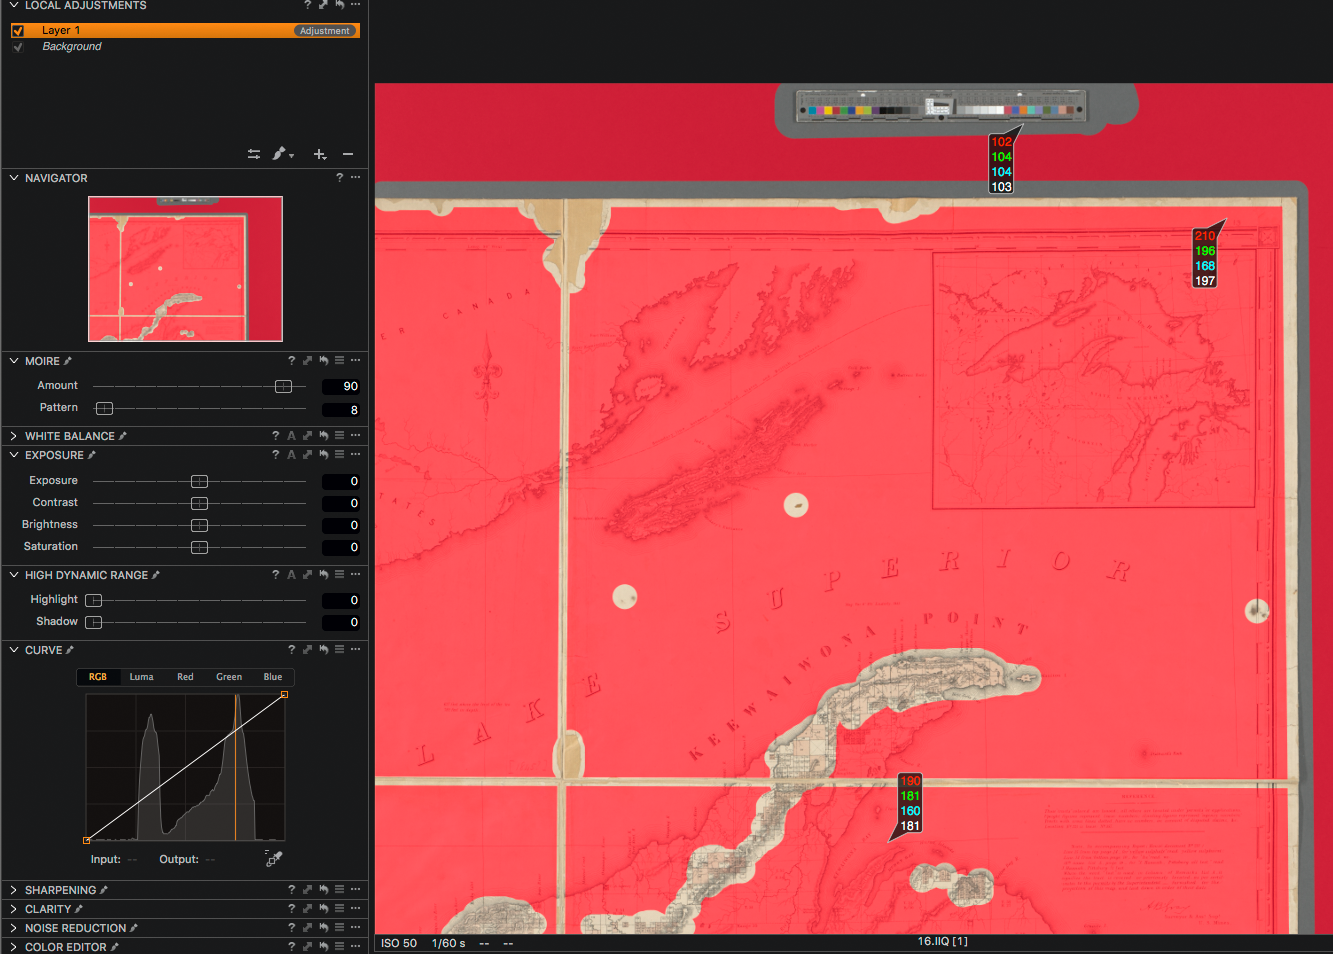 LOCAL ADJUSTMENTS ?
Layer 1 Adjustment
Background
NAVIGATOR ?
MOIRE ?
Amount 90
Pattern 8
WHITE BALANCE ? A
EXPOSURE ? A
Exposure 0
Contrast 0
Brightness 0
Saturation 0
HIGH DYNAMIC RANGE ? A
Highlight 0
Shadow 0
CURVE ?
RGB Luma Red Green Blue
Input: -- Output: --
SHARPENING ?
CLARITY ?
NOISE REDUCTION ?
COLOR EDITOR ?
102
104
104
103
210
196
168
197
ER CANADA
TATES
LAKE SUPERIOR
KEEWAIWONA POINT
190
181
160
181
ISO 50 1/60 s -- --
16.IIQ [1]